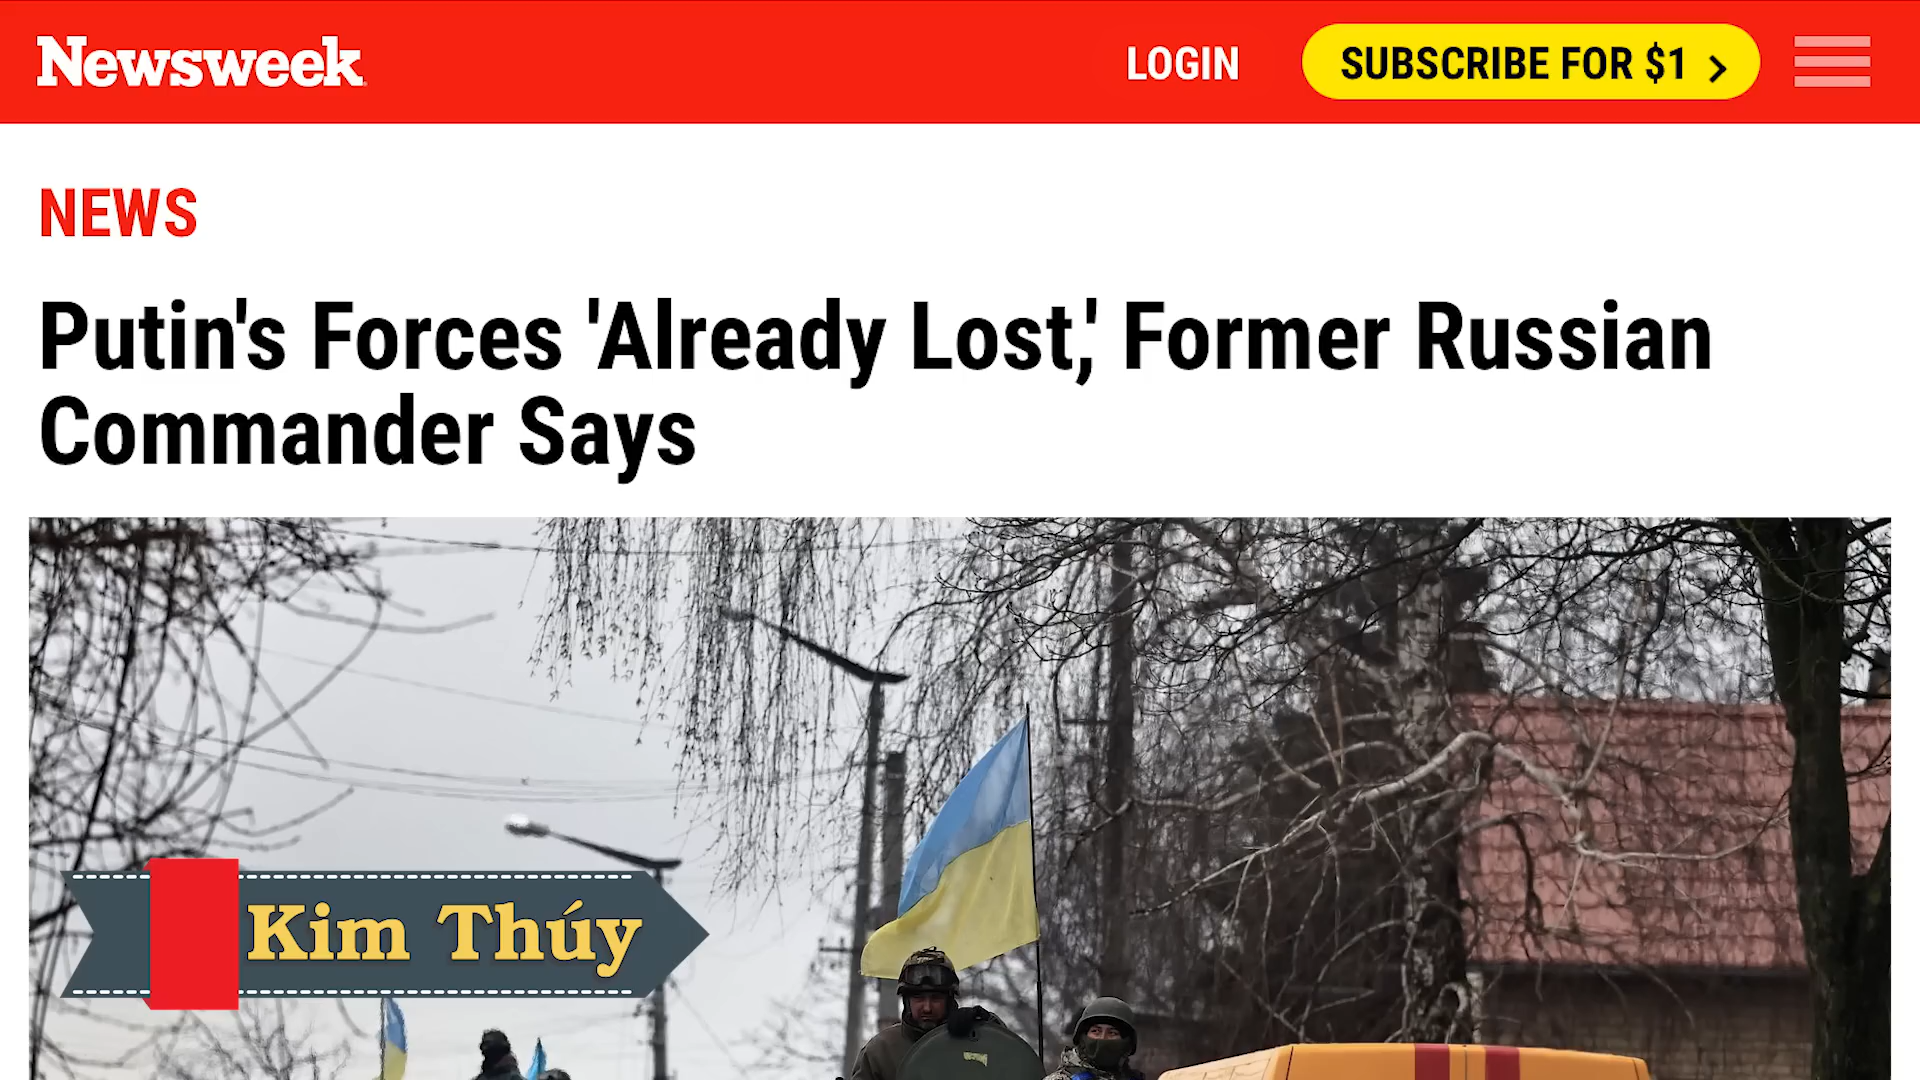 Newsweek
LOGIN
SUBSCRIBE FOR $1
NEWS
Putin's Forces 'Already Lost,' Former Russian
Commander Says
Kim Thúy